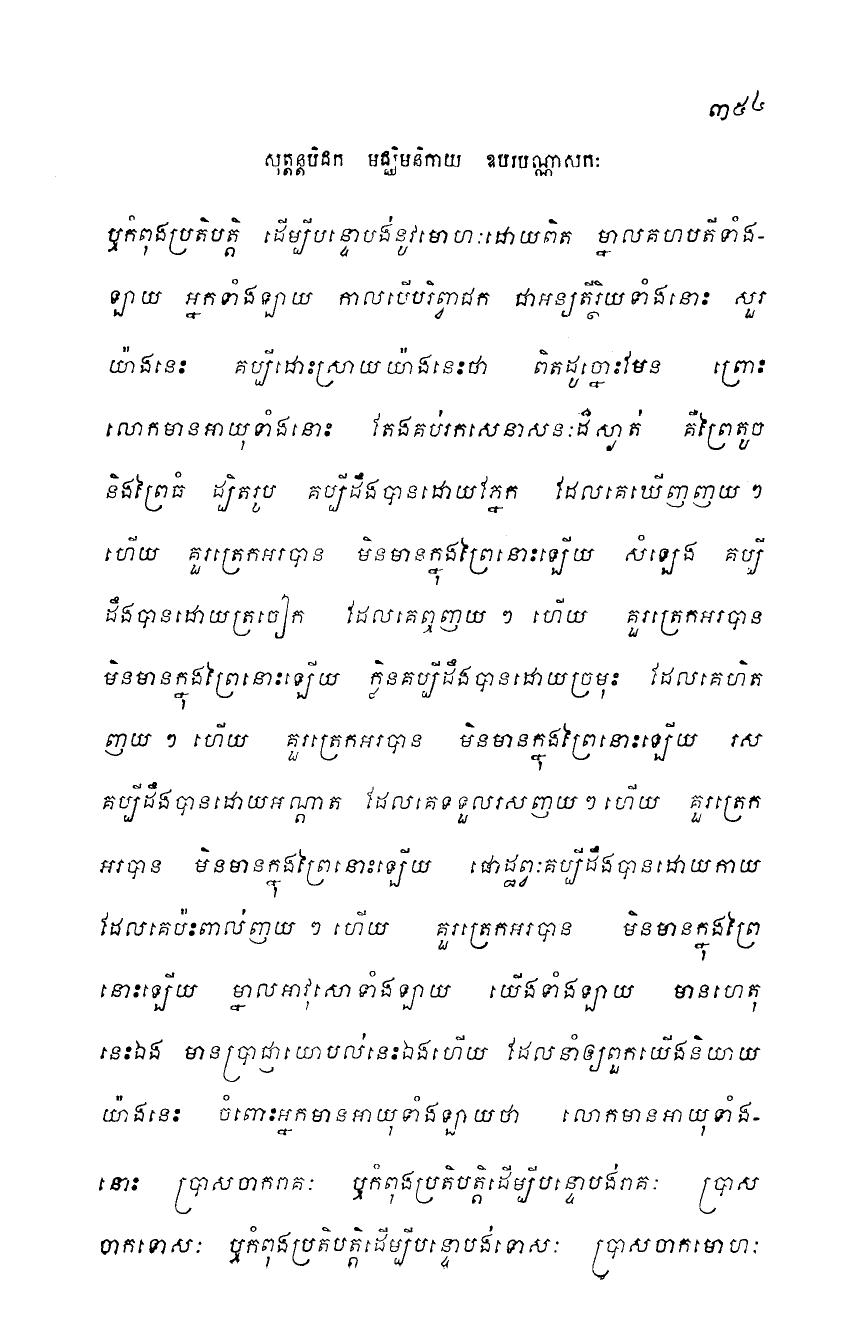 ៣៥៤
សុត្តន្តបិដក មជ្ឈិមនិកាយ ឧបរបណ្ណាសកៈ
ឬកំពុងប្រតិបត្តិ ដើម្បីបន្ទោបង់នូវមោហៈដោយពិត ម្នាលគហបតីទាំង-
ឡាយ អ្នកទាំងឡាយ កាលបើបរិព្វាជក ជាអន្យតីរ្ថិយទាំងនោះ សួរ
យ៉ាងនេះ គប្បីដោះស្រាយយ៉ាងនេះថា ពិតដូច្នោះមែន ព្រោះ
លោកមានអាយុទាំងនោះ តែងគប់រកសេនាសនៈដ៏ស្ងាត់ គឺព្រៃតូច
និងព្រៃធំ ដ្បិតរូប គប្បីដឹងបានដោយភ្នែក ដែលគេឃើញញយ ៗ
ហើយ គួរត្រេកអរបាន មិនមានក្នុងព្រៃនោះឡើយ សំឡេង គប្បី
ដឹងបានដោយត្រចៀក ដែលគេឮញយ ៗ ហើយ គួរត្រេកអរបាន
មិនមានក្នុងព្រៃនោះឡើយ ក្លិនគប្បីដឹងបានដោយច្រមុះ ដែលគេហិត
ញយ ៗ ហើយ គួរត្រេកអរបាន មិនមានក្នុងព្រៃនោះឡើយ រស
គប្បីដឹងបានដោយអណ្តាត ដែលគេទទួលរសញយ ៗ ហើយ គួរត្រេក
អរបាន មិនមានក្នុងព្រៃនោះឡើយ ផោដ្ឋព្វៈគប្បីដឹងបានដោយកាយ
ដែលគេប៉ះពាល់ញយ ៗ ហើយ គួរត្រេកអរបាន មិនមានក្នុងព្រៃ
នោះឡើយ ម្នាលអាវុសោទាំងឡាយ យើងទាំងឡាយ មានហេតុ
នេះឯង មានប្រាជ្ញាយោបល់នេះឯងហើយ ដែលនាំឲ្យពួកយើងនិយាយ
យ៉ាងនេះ ចំពោះអ្នកមានអាយុទាំងឡាយថា លោកមានអាយុទាំង-
នោះ ប្រាសចាករាគៈ ឬកំពុងប្រតិបត្តិដើម្បីបន្ទោបង់រាគៈ ប្រាស
ចាកទោសៈ ឬកំពុងប្រតិបត្តិដើម្បីបន្ទោបង់ទោសៈ ប្រាសចាកមោហៈ